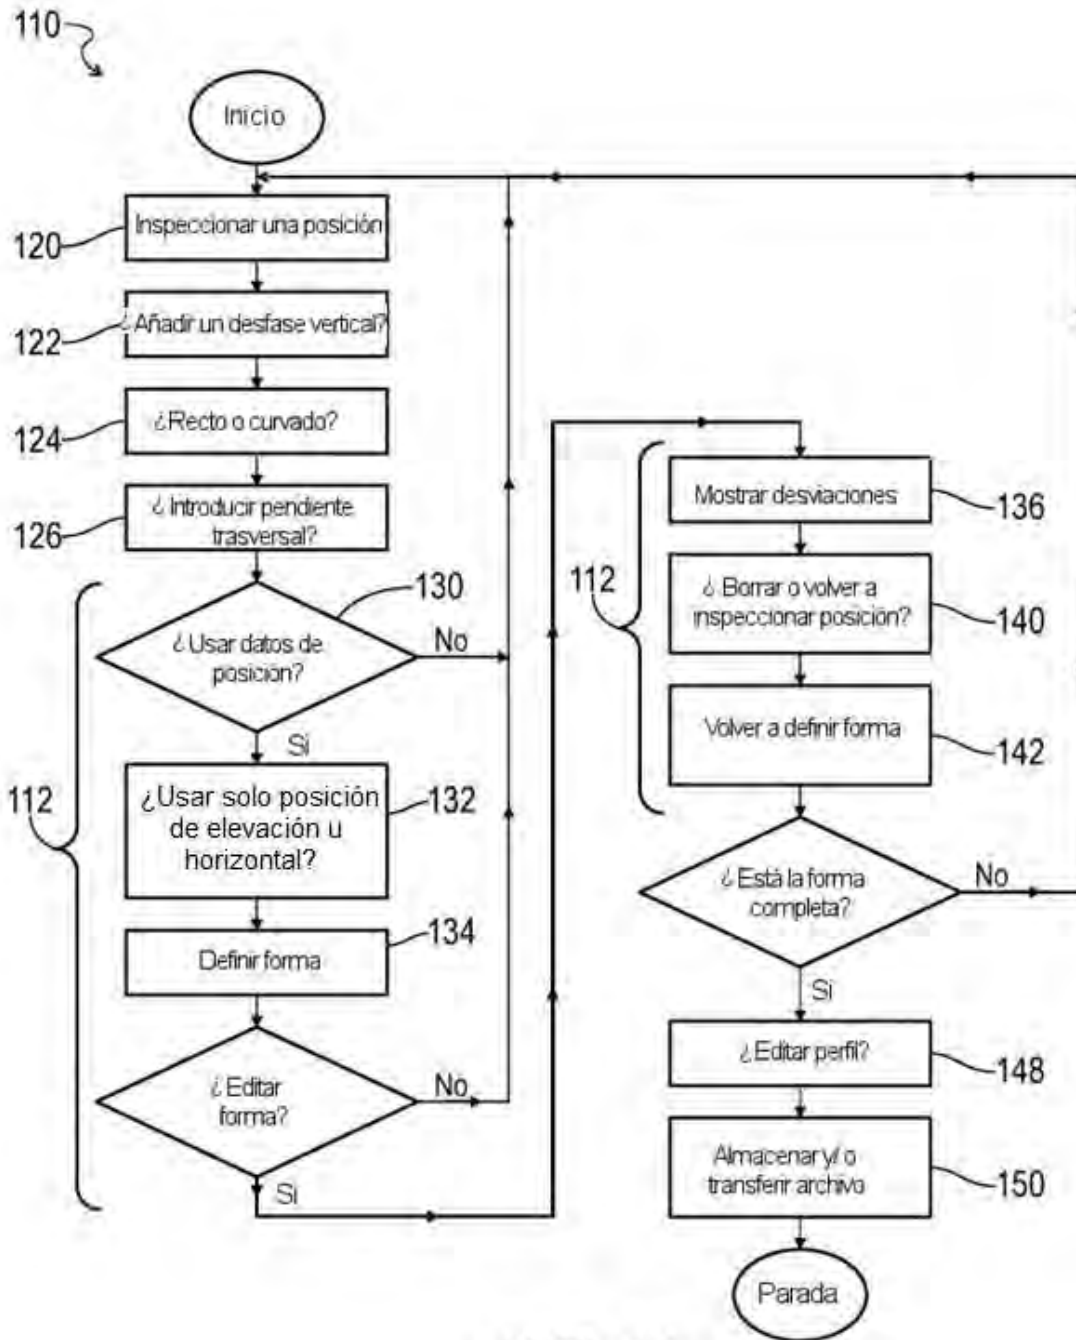 110
Inicio
Inspeccionar una posición
120
¿Añadir un desfase vertical?
122
¿Recto o curvado?
124
¿Introducir pendiente
trasversal?
126
130
¿Usar datos de
posición?
No
Si
112
¿Usar solo posición
de elevación u
horizontal?
132
134
Definir forma
¿Editar
forma?
No
Si
Mostrar desviaciones
136
112
¿Borrar o volver a
inspeccionar posición?
140
Volver a definir forma
142
¿Está la forma
completa?
No
Si
¿Editar perfil?
148
Almacenar y/ o
transferir archivo
150
Parada